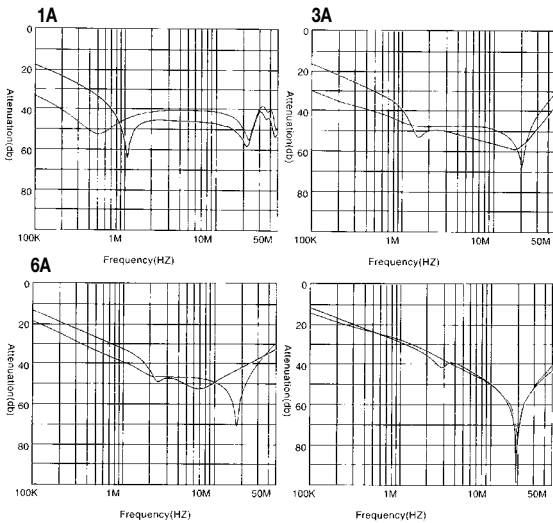 1A
0
20
40
60
80
Attenuation(db)
100K
1M
10M
50M
Frequency(HZ)
3A
0
20
40
60
80
Attenuation(db)
100K
1M
10M
50M
Frequency(HZ)
6A
0
20
40
60
80
Attenuation(db)
100K
1M
10M
50M
Frequency(HZ)
0
20
40
60
80
Attenuation(db)
100K
1M
10M
50M
Frequency(HZ)